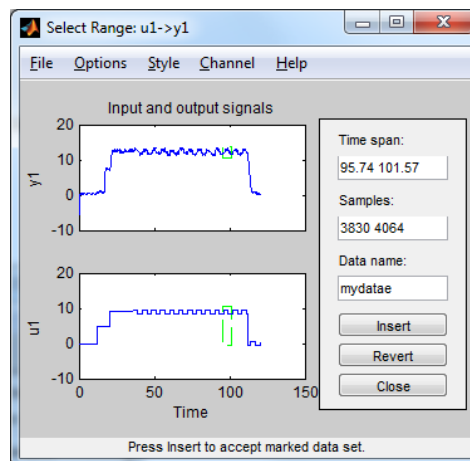 Select Range: u1->y1
File Options Style Channel Help
Input and output signals
20
10
0
-10
y1
20
10
0
-10
u1
0 50 100 150
Time
Time span:
95.74 101.57
Samples:
3830 4064
Data name:
mydatae
Insert
Revert
Close
Press Insert to accept marked data set.